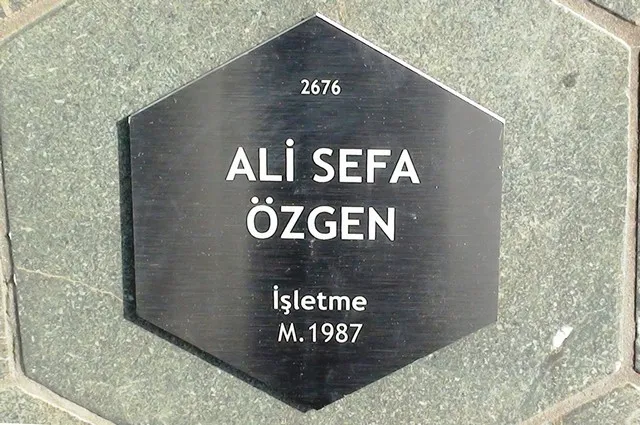 2676
ALİ SEFA
ÖZGEN
İşletme
M.1987